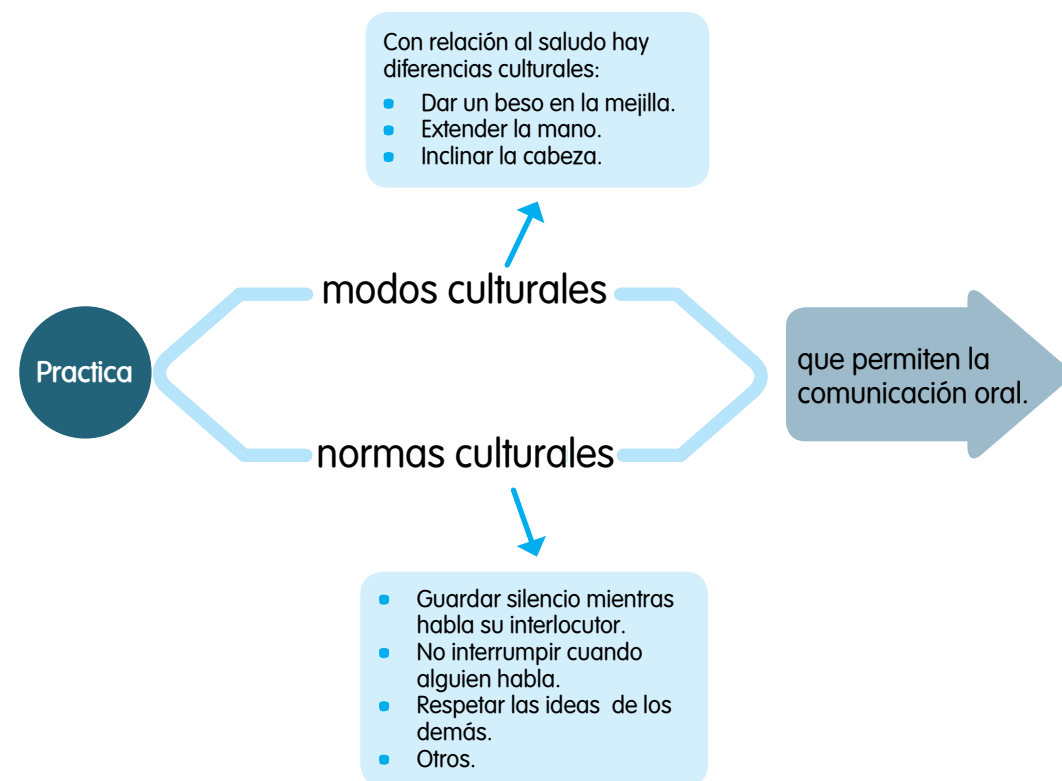 Con relación al saludo hay
diferencias culturales:
• Dar un beso en la mejilla.
• Extender la mano.
• Inclinar la cabeza.
modos culturales
Practica
que permiten la
comunicación oral.
normas culturales
• Guardar silencio mientras
habla su interlocutor.
• No interrumpir cuando
alguien habla.
• Respetar las ideas de los
demás.
• Otros.